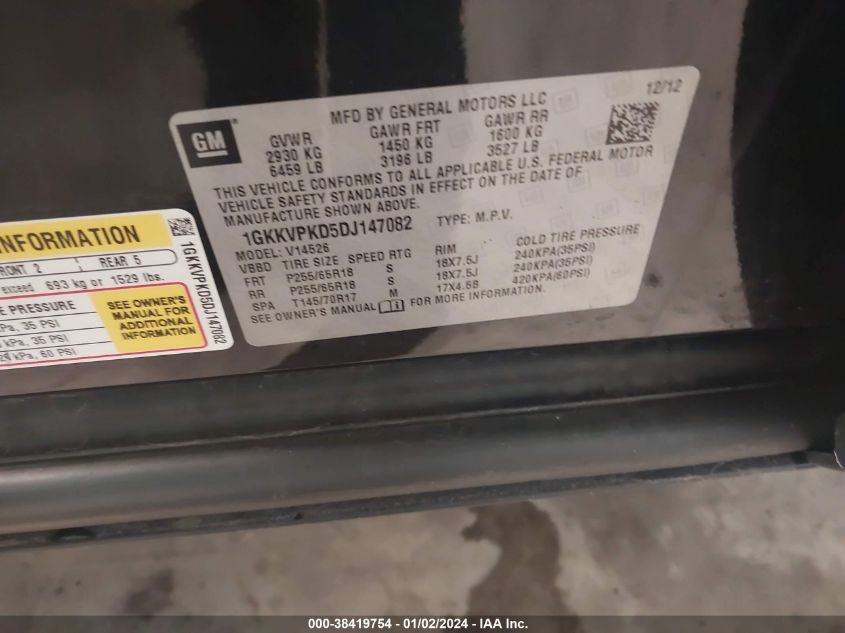 12/12
MFD BY GENERAL MOTORS LLC
GM
GVWR GAWR FRT GAWR RR
2930 KG 1450 KG 1600 KG
6459 LB 3196 LB 3527 LB
THIS VEHICLE CONFORMS TO ALL APPLICABLE U.S. FEDERAL MOTOR
VEHICLE SAFETY STANDARDS IN EFFECT ON THE DATE OF
MANUFACTURE SHOWN ABOVE.
1GKKVPKD5DJ147082 TYPE: M.P.V.
MODEL: V14526
VBBD TIRE SIZE SPEED RTG RIM COLD TIRE PRESSURE
FRT P255/65R18 S 18X7.5J 240KPA(35PSI)
RR P255/65R18 S 18X7.5J 240KPA(35PSI)
SPA T145/70R17 M 17X4.5B 420KPA(60PSI)
SEE OWNER'S MANUAL FOR MORE INFORMATION.
INFORMATION
FRONT 2 REAR 5
exceed 693 kg or 1529 lbs.
PRESSURE
kPa, 35 PSI
kPa, 35 PSI
kPa, 60 PSI
SEE OWNER'S
MANUAL FOR
ADDITIONAL
INFORMATION
1GKKVPKD5DJ147082
000-38419754 - 01/02/2024 - IAA Inc.